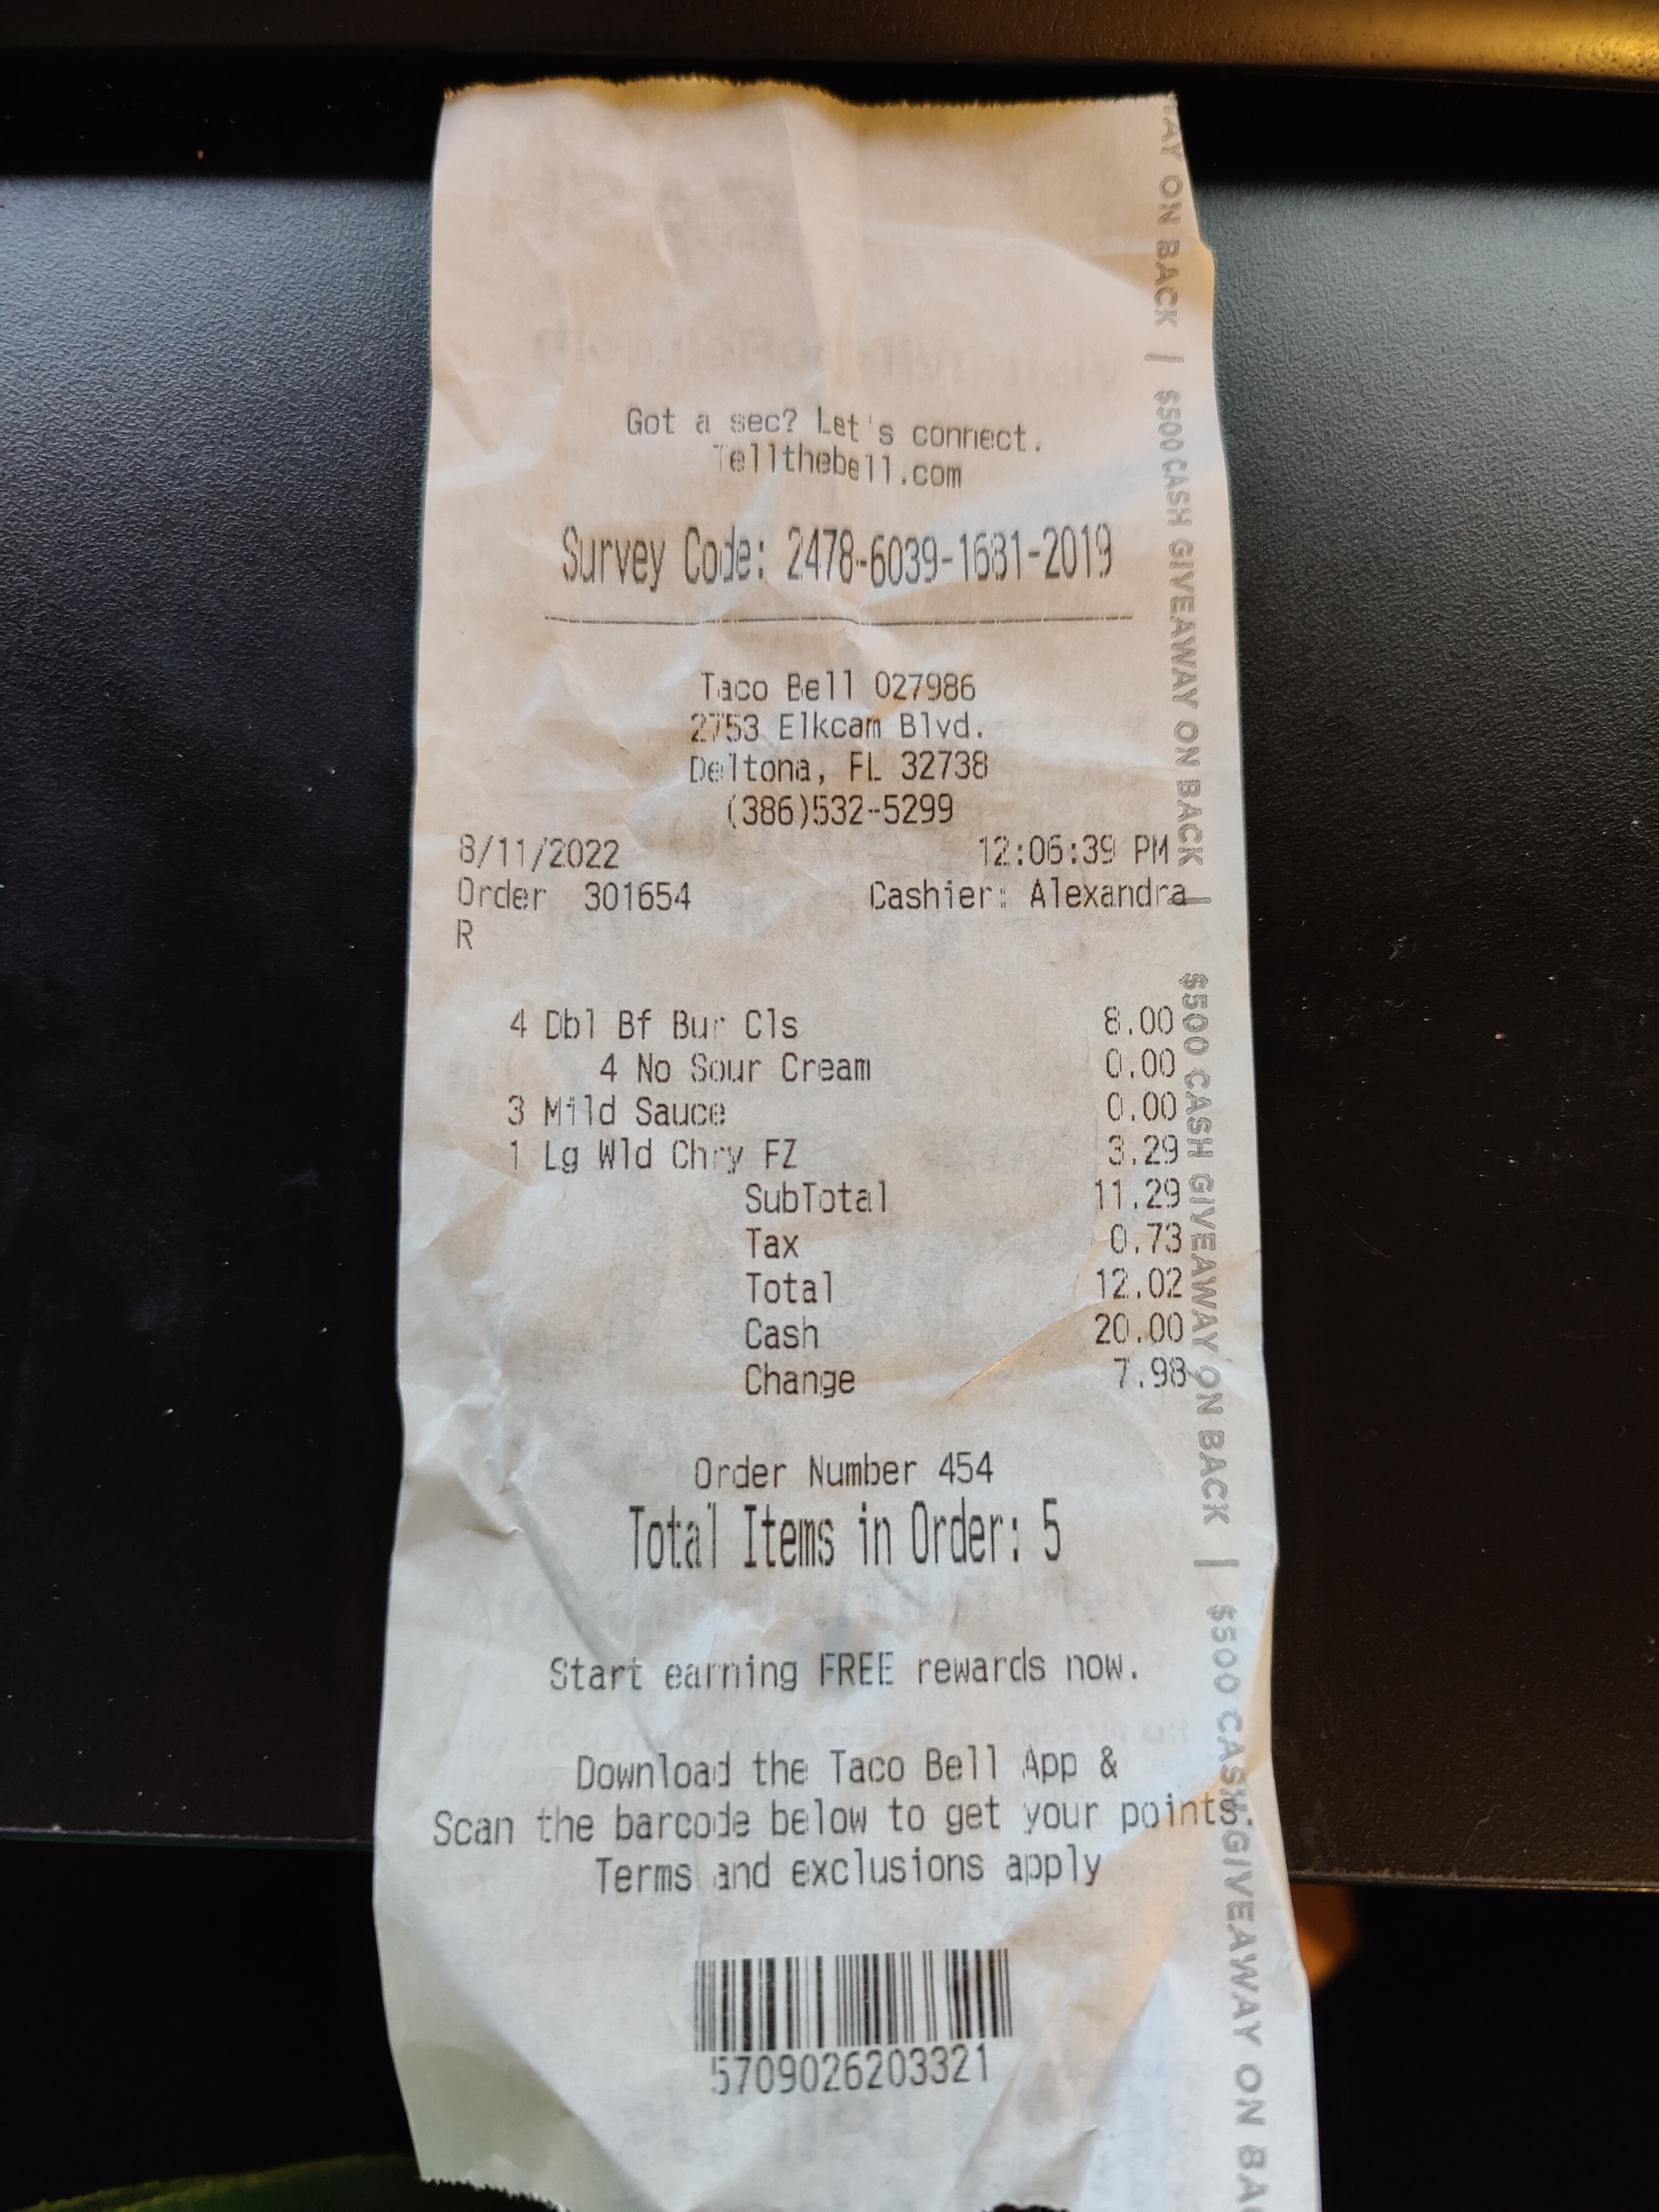 Got a sec? Let's connect.
Tellthebell.com
Survey Code: 2478-6039-1631-2019
Taco Bell 027986
2753 Elkcam Blvd.
Deltona, FL 32738
(386)532-5299
8/11/2022 12:06:39 PM
Order 301654 Cashier: Alexandra
R
4 Dbl Bf Bur Cls 8.00
4 No Sour Cream 0.00
3 Mild Sauce 0.00
1 Lg Wld Chry FZ 3.29
SubTotal 11.29
Tax 0.73
Total 12.02
Cash 20.00
Change 7.98
Order Number 454
Total Items in Order: 5
Start earning FREE rewards now.
Download the Taco Bell App &
Scan the barcode below to get your points.
Terms and exclusions apply
5709026203321
AY ON BACK | $500 CASH GIVEAWAY ON BACK | $500 CASH GIVEAWAY ON BACK | $500 CASH GIVEAWAY ON BAC